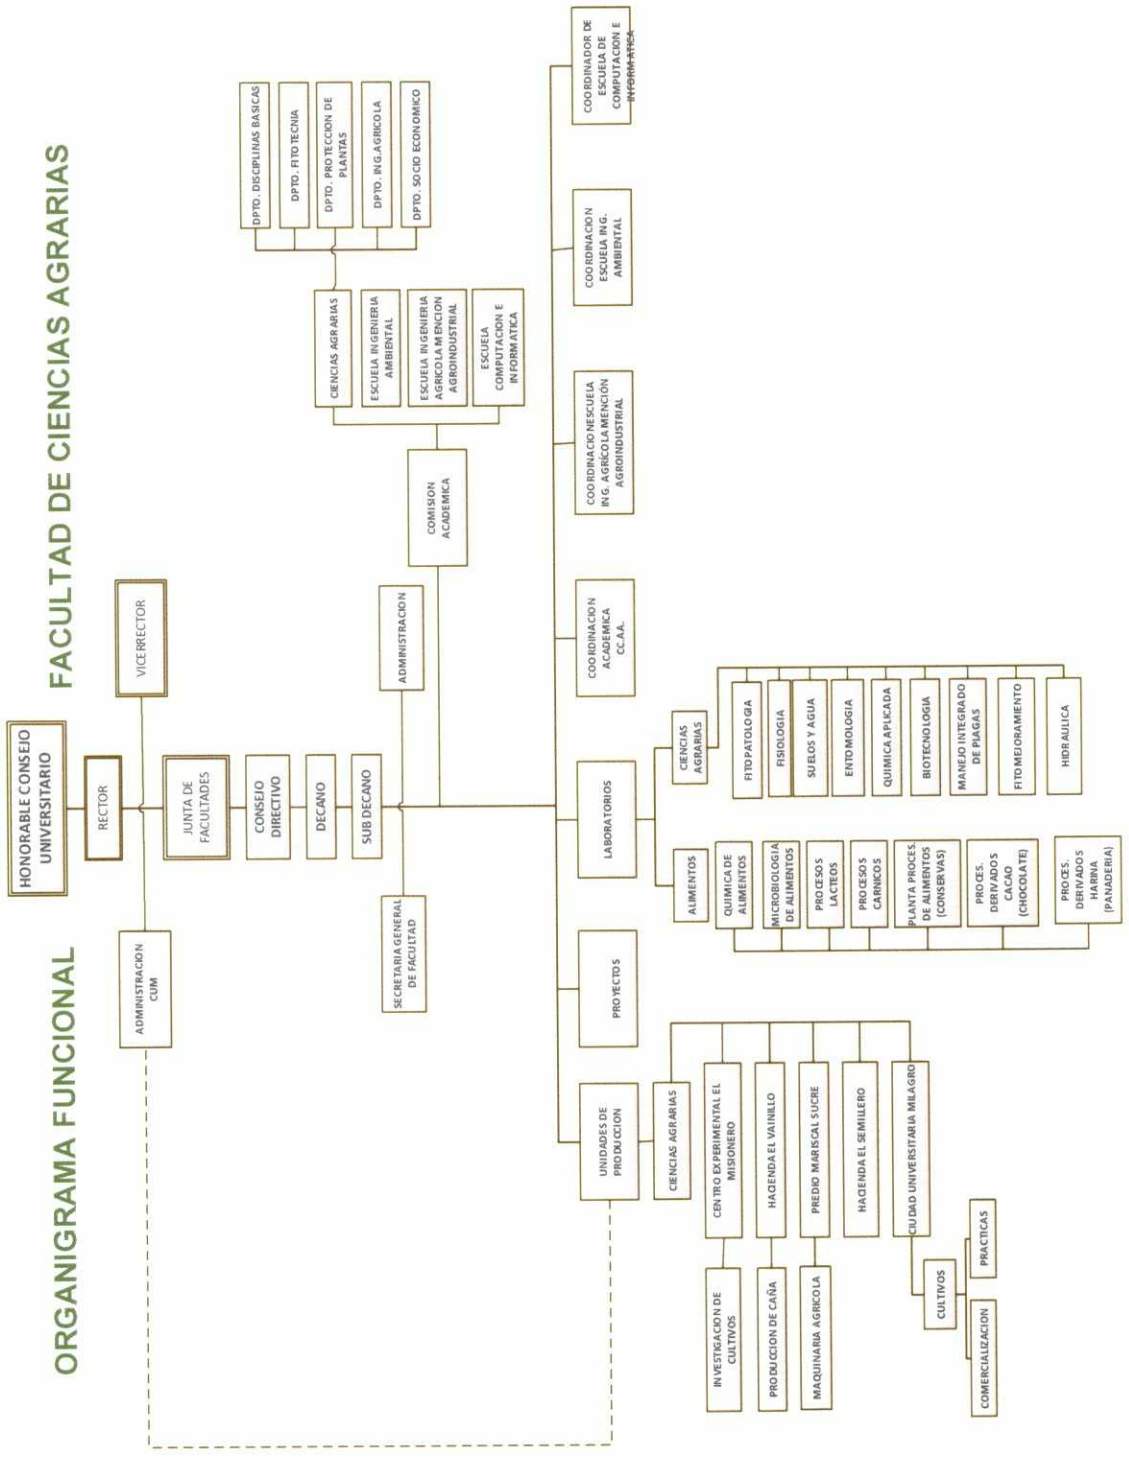 ORGANIGRAMA FUNCIONAL
FACULTAD DE CIENCIAS AGRARIAS
HONORABLE CONSEJO
UNIVERSITARIO
RECTOR
ADMINISTRACION
CUM
VICERRECTOR
JUNTA DE
FACULTADES
CONSEJO
DIRECTIVO
DECANO
SUB DECANO
SECRETARIA GENERAL
DE FACULTAD
ADMINISTRACION
COMISION
ACADEMICA
CIENCIAS AGRARIAS
ESCUELA INGENIERIA
AMBIENTAL
ESCUELA INGENIERIA
AGRICOLA MENCION
AGROINDUSTRIAL
ESCUELA
COMPUTACION E
INFORMATICA
DPTO. DISCIPLINAS BASICAS
DPTO. FITOTECNIA
DPTO. PROTECCION DE
PLANTAS
DPTO. ING.AGRICOLA
DPTO. SOCIO ECONOMICO
UNIDADES DE
PRODUCCION
PROYECTOS
LABORATORIOS
COORDINACION
ACADEMICA
CC.AA.
COORDINACIONESCUELA
ING. AGRÍCOLA MENCIÓN
AGROINDUSTRIAL
COORDINACION
ESCUELA ING.
AMBIENTAL
COORDINADOR DE
ESCUELA DE
COMPUTACION E
INFORMATICA
CIENCIAS AGRARIAS
CENTRO EXPERIMENTAL EL
MISIONERO
HACIENDA EL VAINILLO
PREDIO MARISCAL SUCRE
HACIENDA EL SEMILLERO
CIUDAD UNIVERSITARIA MILAGRO
INVESTIGACION DE
CULTIVOS
PRODUCCION DE CAÑA
MAQUINARIA AGRICOLA
CULTIVOS
COMERCIALIZACION
PRACTICAS
ALIMENTOS
QUIMICA DE
ALIMENTOS
MICROBIOLOGIA
DE ALIMENTOS
PROCESOS
LACTEOS
PROCESOS
CARNICOS
PLANTA PROCES.
DE ALIMENTOS
(CONSERVAS)
PROCES.
DERIVADOS
CACAO
(CHOCOLATE)
PROCES.
DERIVADOS
HARINA
(PANADERIA)
CIENCIAS
AGRARIAS
FITOPATOLOGIA
FISIOLOGIA
SUELOS Y AGUA
ENTOMOLOGIA
QUIMICA APLICADA
BIOTECNOLOGIA
MANEJO INTEGRADO
DE PLAGAS
FITOMEJORAMIENTO
HIDRAULICA